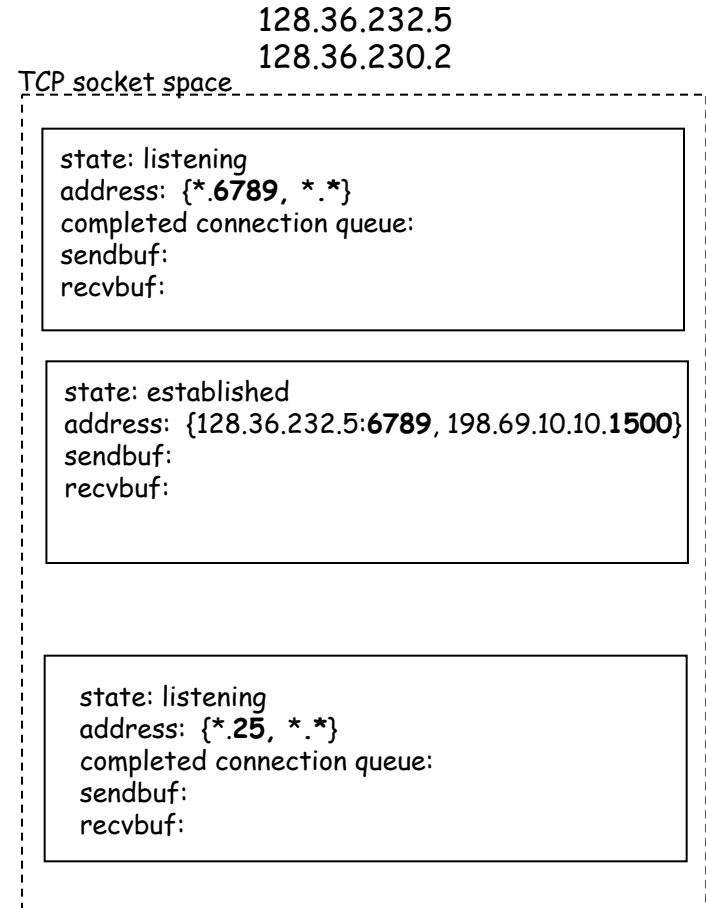 128.36.232.5
128.36.230.2
TCP socket space
state: listening
address: {*.6789, *.*}
completed connection queue:
sendbuf:
recvbuf:
state: established
address: {128.36.232.5:6789, 198.69.10.10.1500}
sendbuf:
recvbuf:
state: listening
address: {*.25, *.*}
completed connection queue:
sendbuf:
recvbuf: